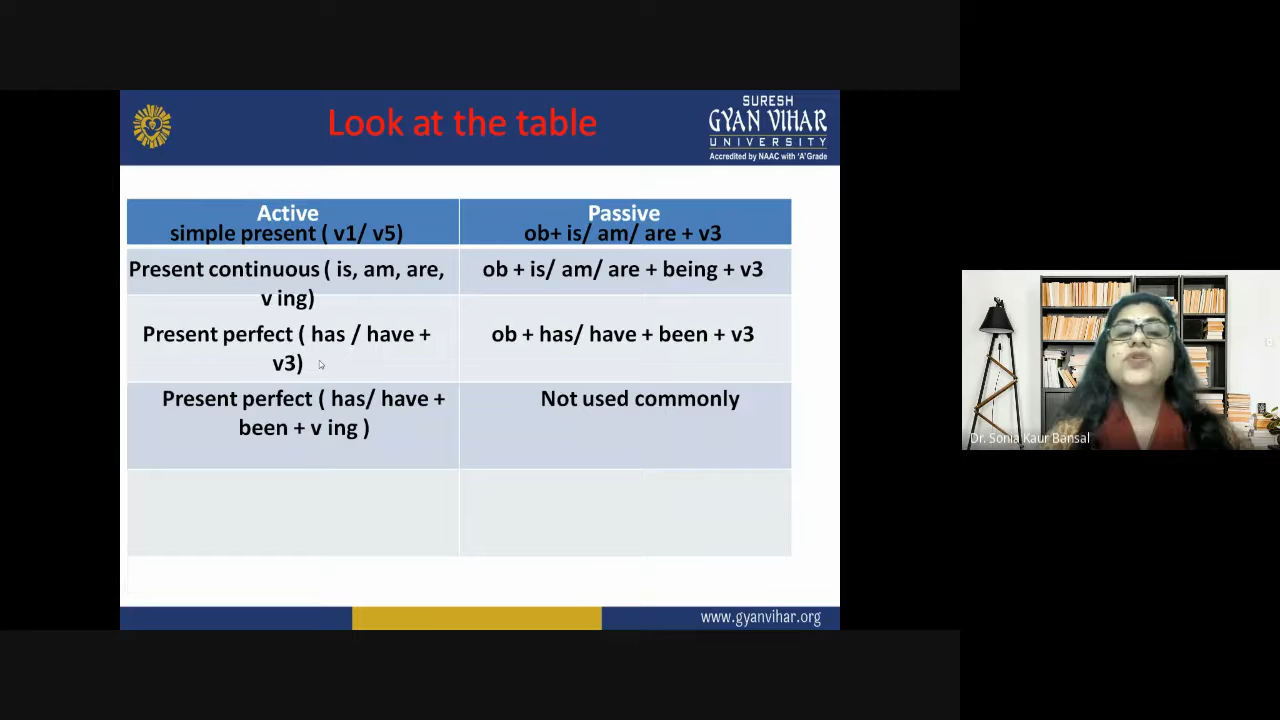 Look at the table
SURESH
GYAN VIHAR
UNIVERSITY
Accredited by NAAC with 'A'Grade
Active
Passive
simple present ( v1/ v5)
ob+ is/ am/ are + v3
Present continuous ( is, am, are,
v ing)
ob + is/ am/ are + being + v3
Present perfect ( has / have +
v3)
ob + has/ have + been + v3
Present perfect ( has/ have +
been + v ing )
Not used commonly
www.gyanvihar.org
Dr. Sonia Kaur Bansal